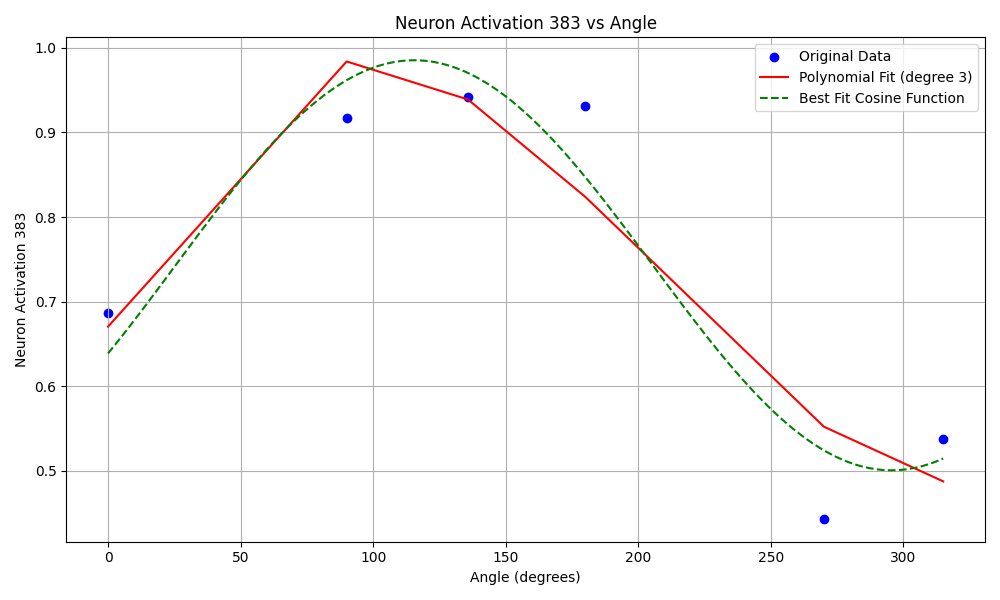 Neuron Activation 383 vs Angle
Original Data
Polynomial Fit (degree 3)
Best Fit Cosine Function
Neuron Activation 383
1.0
0.9
0.8
0.7
0.6
0.5
0 50 100 150 200 250 300
Angle (degrees)